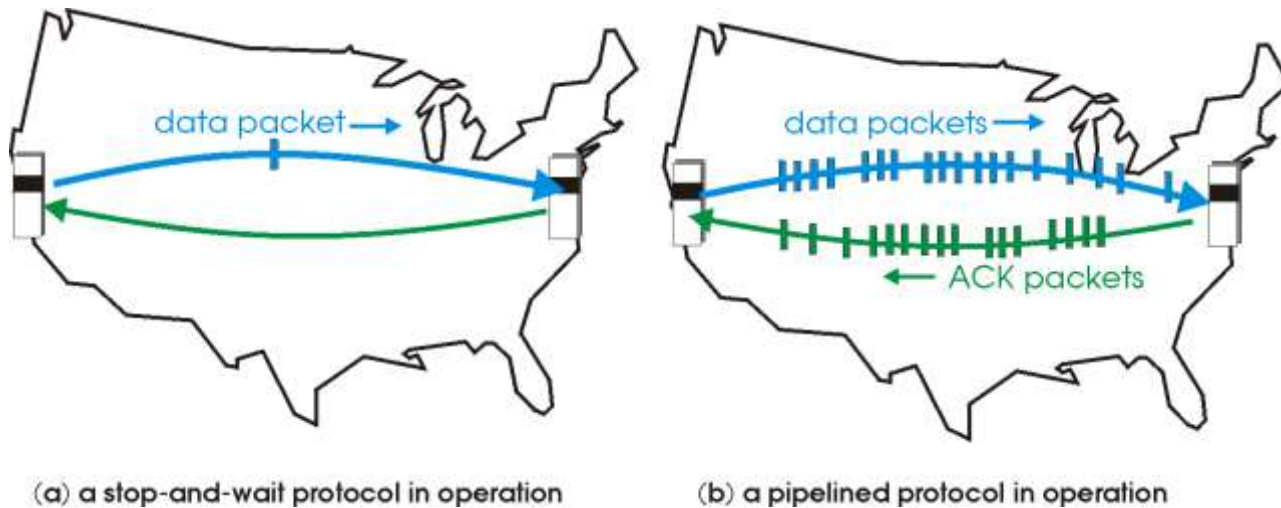 data packet
data packets
ACK packets
(a) a stop-and-wait protocol in operation
(b) a pipelined protocol in operation